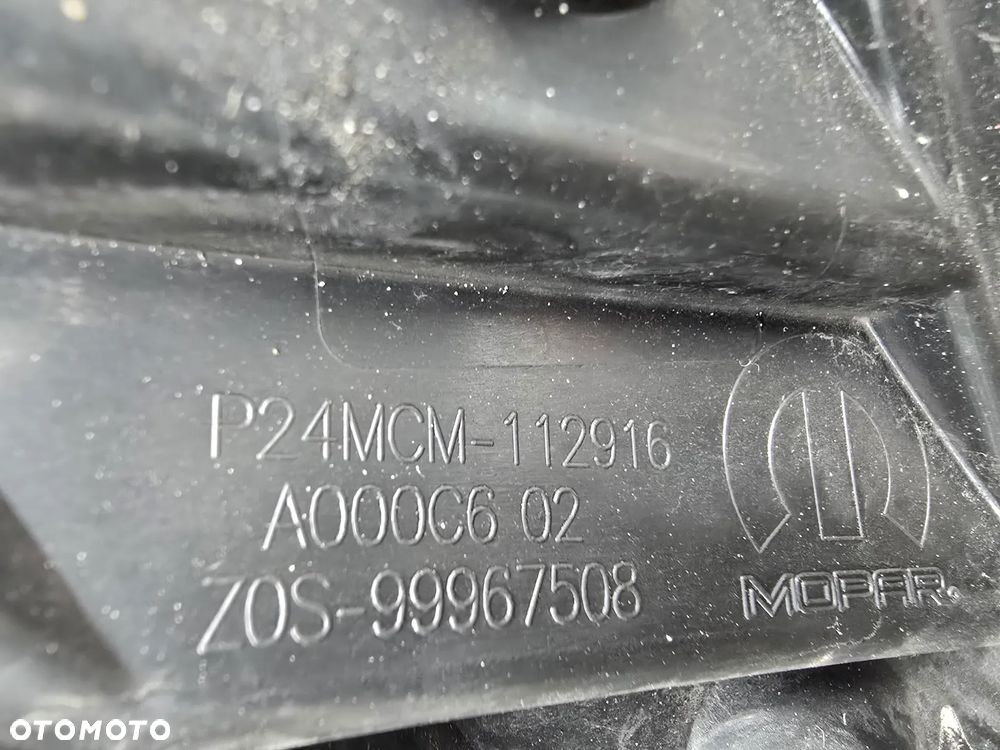 P24MCM-112916
A000C6 02
Z0S-99967508
MOPAR.
OTOMOTO